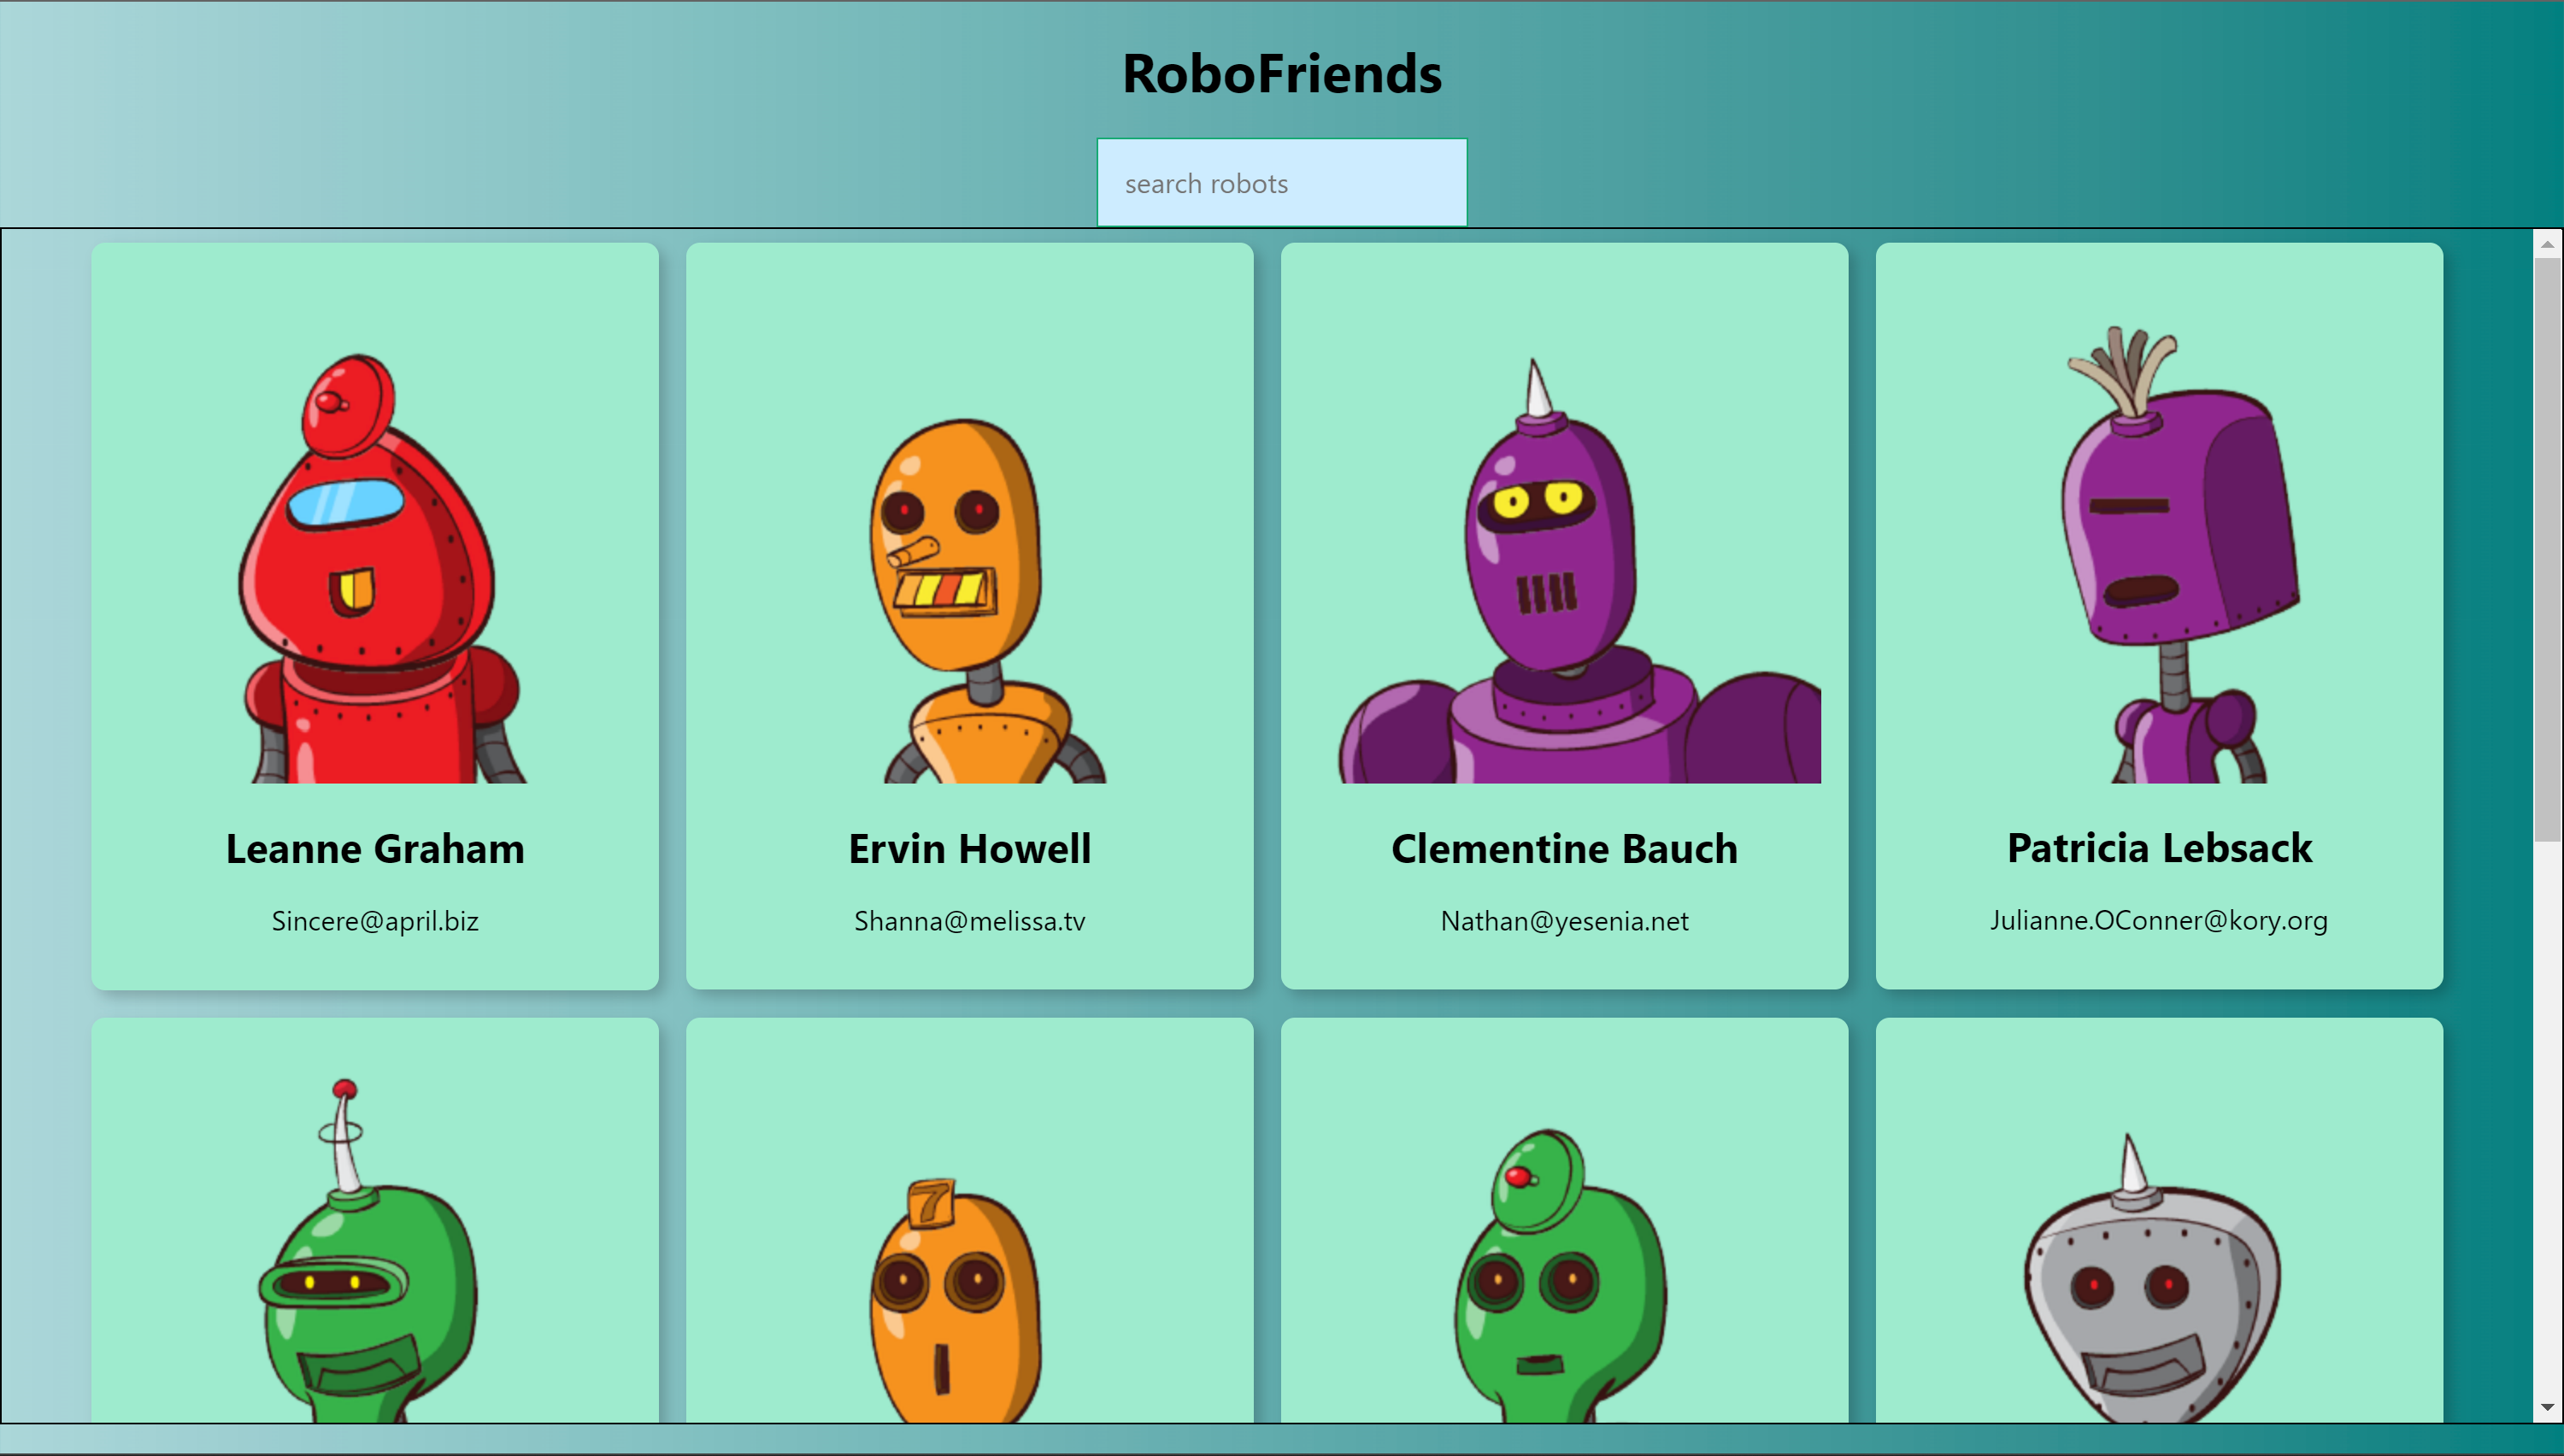 RoboFriends
search robots
Leanne Graham
Ervin Howell
Clementine Bauch
Patricia Lebsack
Sincere@april.biz
Shanna@melissa.tv
Nathan@yesenia.net
Julianne.OConner@kory.org
7